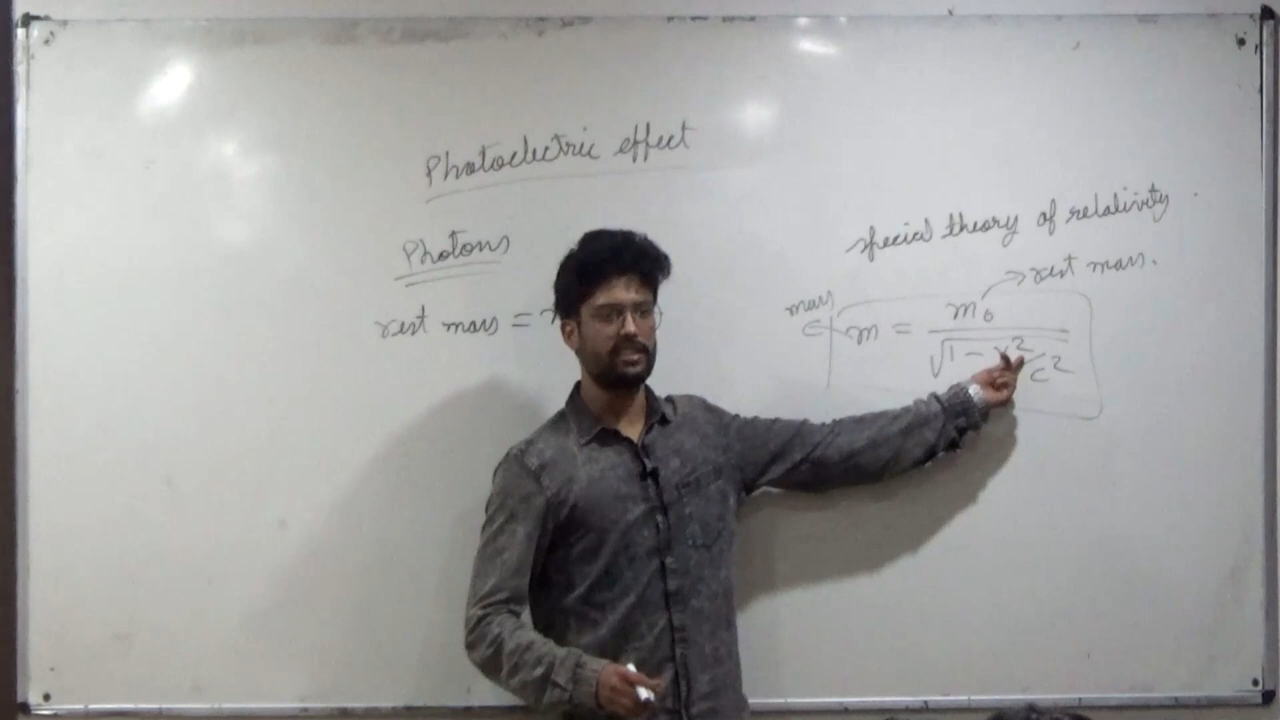 Photoelectric effect
Photons
rest mass =
special theory of relativity.
rest mass.
mass
m = m₀ / √1 - v²/c²